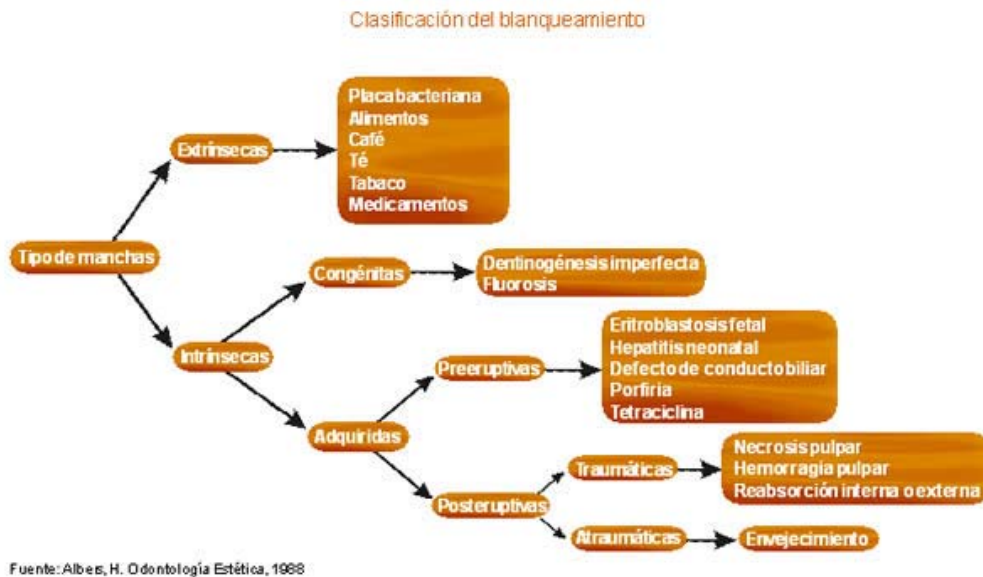 Clasificación del blanqueamiento
Placa bacteriana
Alimentos
Café
Té
Tabaco
Medicamentos
Extrínsecas
Tipo de manchas
Congénitas
Dentinogénesis imperfecta
Fluorosis
Intrínsecas
Eritroblastosis fetal
Hepatitis neonatal
Defecto de conducto biliar
Porfiria
Tetraciclina
Preeruptivas
Adquiridas
Posteruptivas
Traumáticas
Necrosis pulpar
Hemorragia pulpar
Reabsorción interna o externa
Atraumáticas
Envejecimiento
Fuente: Albers, H. Odontología Estética, 1988